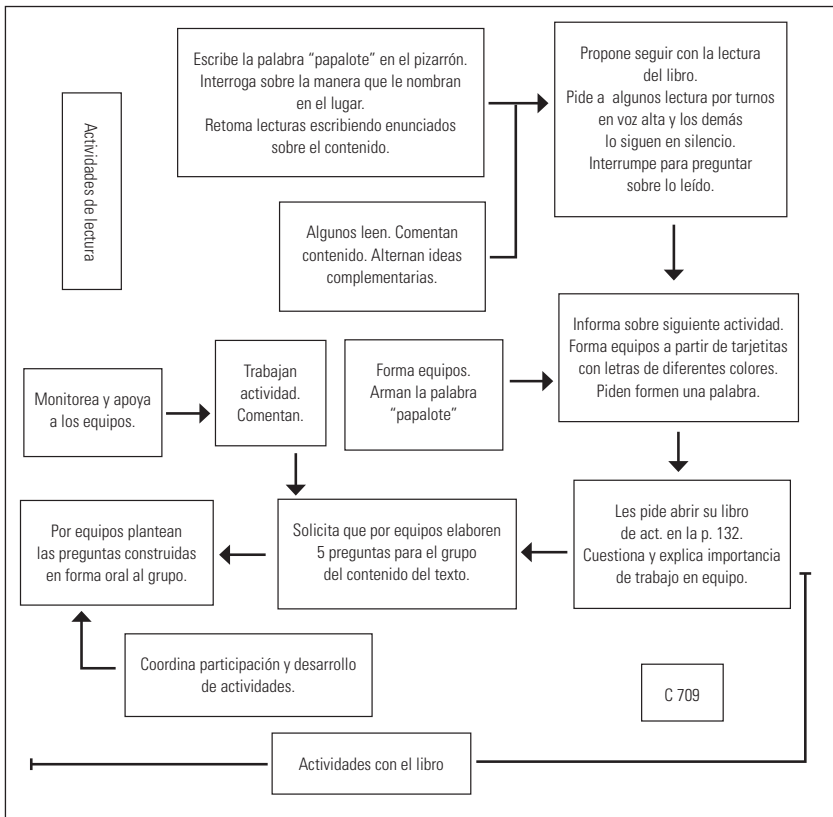 Actividades de lectura
Escribe la palabra “papalote” en el pizarrón.
Interroga sobre la manera que le nombran
en el lugar.
Retoma lecturas escribiendo enunciados
sobre el contenido.
Propone seguir con la lectura
del libro.
Pide a algunos lectura por turnos
en voz alta y los demás
lo siguen en silencio.
Interrumpe para preguntar
sobre lo leído.
Algunos leen. Comentan
contenido. Alternan ideas
complementarias.
Informa sobre siguiente actividad.
Forma equipos a partir de tarjetitas
con letras de diferentes colores.
Piden formen una palabra.
Forma equipos.
Arman la palabra
“papalote”
Trabajan
actividad.
Comentan.
Monitorea y apoya
a los equipos.
Les pide abrir su libro
de act. en la p. 132.
Cuestiona y explica importancia
de trabajo en equipo.
Solicita que por equipos elaboren
5 preguntas para el grupo
del contenido del texto.
Por equipos plantean
las preguntas construidas
en forma oral al grupo.
Coordina participación y desarrollo
de actividades.
C 709
Actividades con el libro